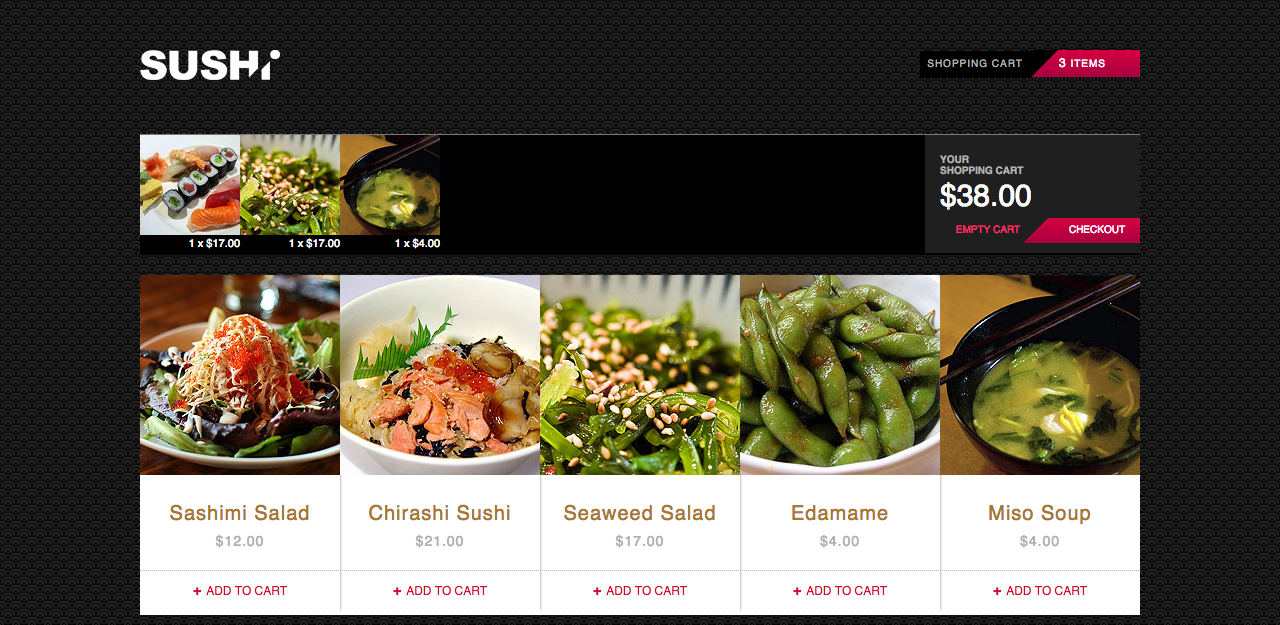 SUSHi
SHOPPING CART 3 ITEMS
YOUR
SHOPPING CART
$38.00
EMPTY CART CHECKOUT
1 x $17.00 1 x $17.00 1 x $4.00
Sashimi Salad Chirashi Sushi Seaweed Salad Edamame Miso Soup
$12.00 $21.00 $17.00 $4.00 $4.00
+ ADD TO CART + ADD TO CART + ADD TO CART + ADD TO CART + ADD TO CART